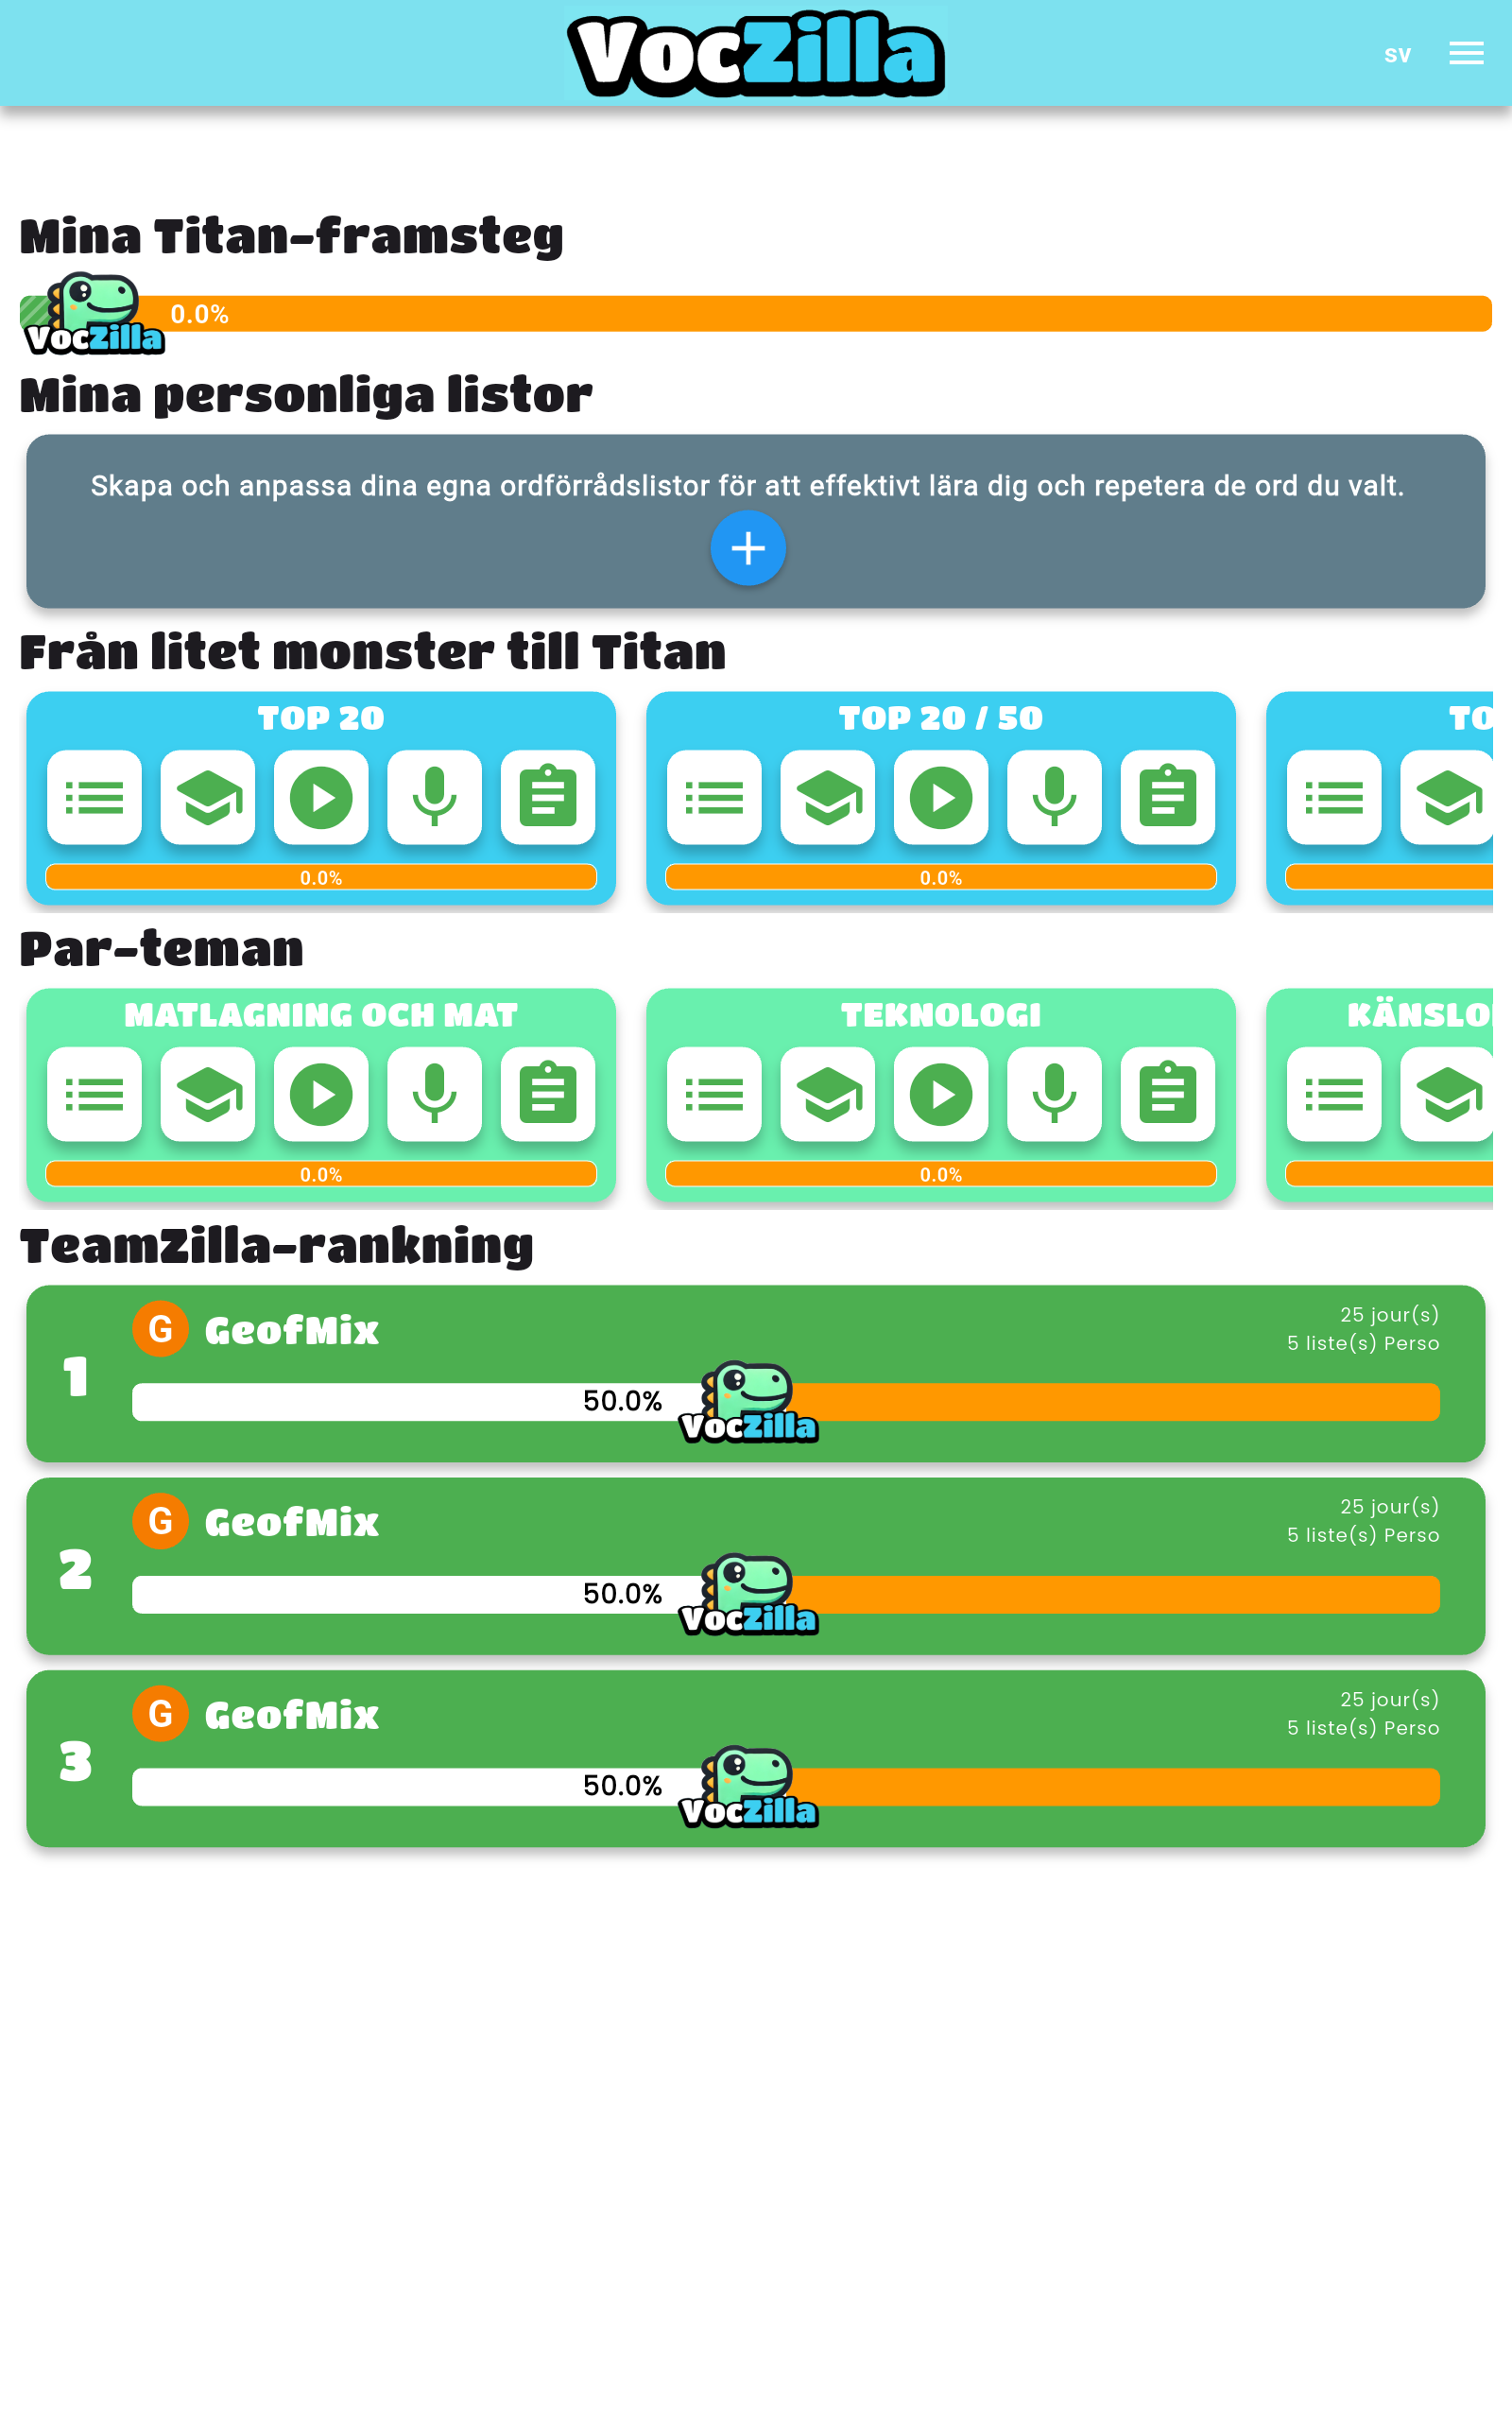 VocZilla
sv
Mina Titan-framsteg
0.0%
VocZilla
Mina personliga listor
Skapa och anpassa dina egna ordförrådslistor för att effektivt lära dig och repetera de ord du valt.
Från litet monster till Titan
TOP 20
TOP 20 / 50
0.0%
0.0%
Par-teman
MATLAGNING OCH MAT
TEKNOLOGI
0.0%
0.0%
TeamZilla-rankning
1
G
GeofMix
25 jour(s)
5 liste(s) Perso
50.0%
VocZilla
2
G
GeofMix
25 jour(s)
5 liste(s) Perso
50.0%
VocZilla
3
G
GeofMix
25 jour(s)
5 liste(s) Perso
50.0%
VocZilla